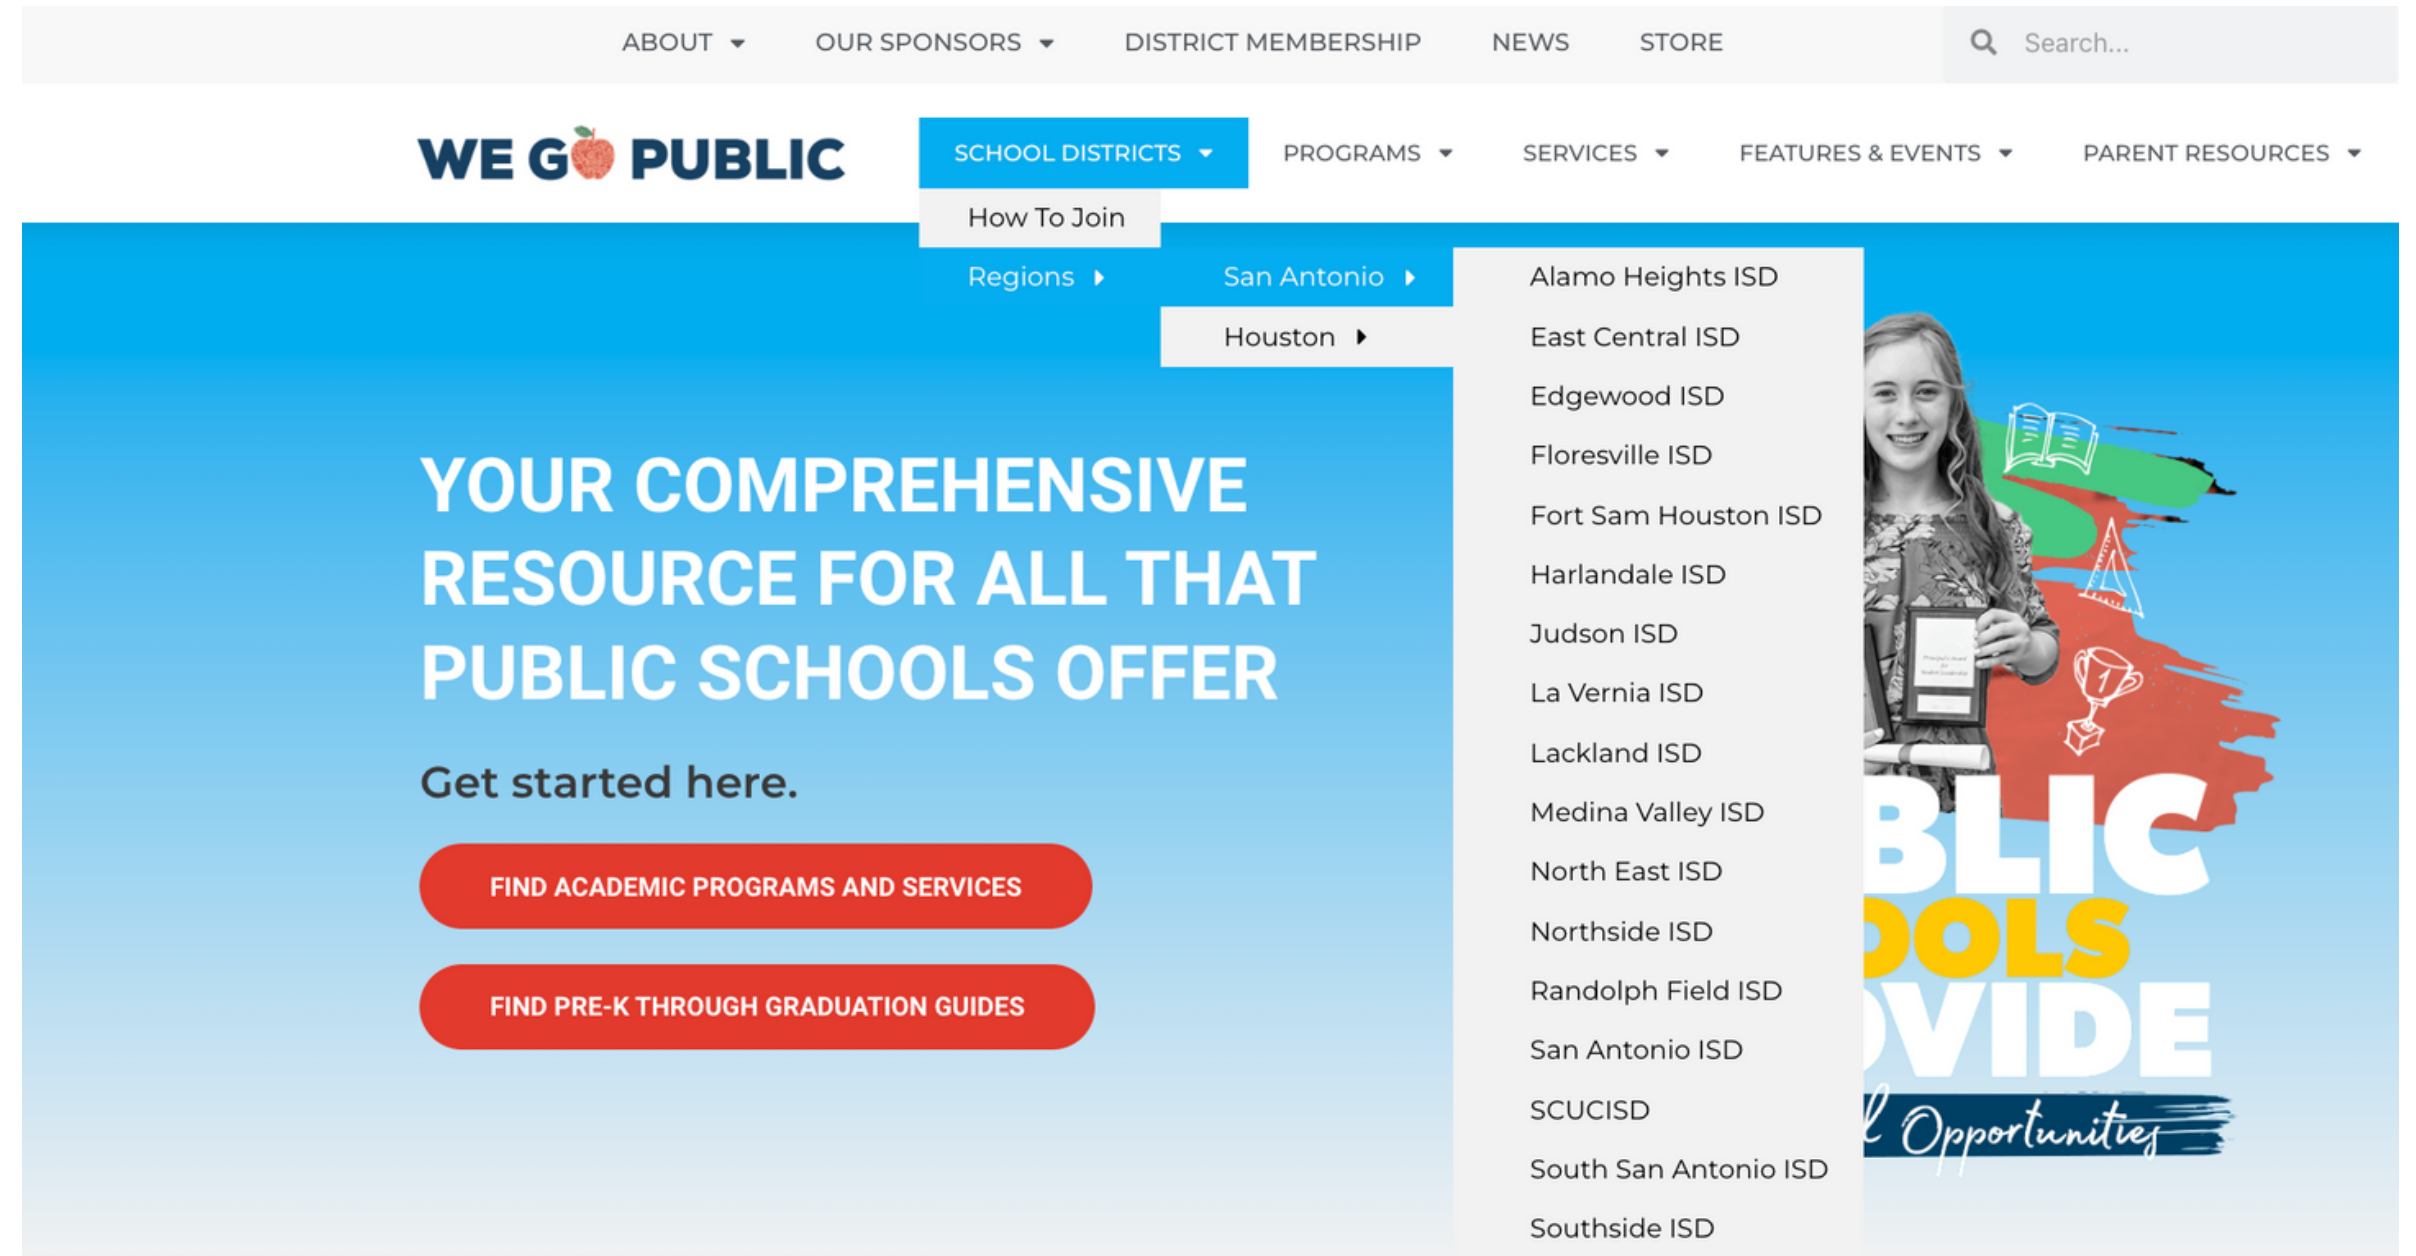 ABOUT
OUR SPONSORS
DISTRICT MEMBERSHIP
NEWS
STORE
Search...
WE GO PUBLIC
SCHOOL DISTRICTS
PROGRAMS
SERVICES
FEATURES & EVENTS
PARENT RESOURCES
How To Join
Regions
San Antonio
Houston
Alamo Heights ISD
East Central ISD
Edgewood ISD
Floresville ISD
Fort Sam Houston ISD
Harlandale ISD
Judson ISD
La Vernia ISD
Lackland ISD
Medina Valley ISD
North East ISD
Northside ISD
Randolph Field ISD
San Antonio ISD
SCUCISD
South San Antonio ISD
Southside ISD
YOUR COMPREHENSIVE
RESOURCE FOR ALL THAT
PUBLIC SCHOOLS OFFER
Get started here.
FIND ACADEMIC PROGRAMS AND SERVICES
FIND PRE-K THROUGH GRADUATION GUIDES
1
BLIC
OOLS
OVIDE
l Opportunities